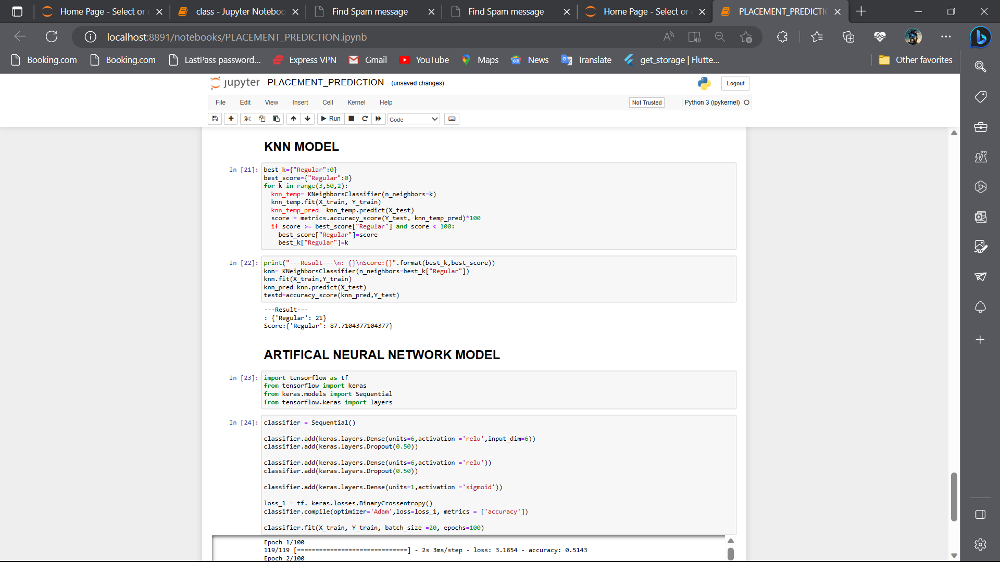 Home Page - Select or c
class - Jupyter Noteboo
Find Spam message
Find Spam message
Home Page - Select or
PLACEMENT_PREDICTIO
localhost:8891/notebooks/PLACEMENT_PREDICTION.ipynb
Booking.com
Booking.com
LastPass password...
Express VPN
Gmail
YouTube
Maps
News
Translate
get_storage | Flutte...
Other favorites
jupyter PLACEMENT_PREDICTION (unsaved changes)
Logout
File Edit View Insert Cell Kernel Help
Not Trusted
Python 3 (ipykernel)
Run
Code
KNN MODEL
In [21]: best_k={"Regular":0}
best_score={"Regular":0}
for k in range(3,50,2):
knn_temp= KNeighborsClassifier(n_neighbors=k)
knn_temp.fit(X_train, Y_train)
knn_temp_pred= knn_temp.predict(X_test)
score = metrics.accuracy_score(Y_test, knn_temp_pred)*100
if score >= best_score["Regular"] and score < 100:
best_score["Regular"]=score
best_k["Regular"]=k
In [22]: print("---Result---\n: {}\nScore:{}".format(best_k,best_score))
knn= KNeighborsClassifier(n_neighbors=best_k["Regular"])
knn.fit(X_train,Y_train)
knn_pred=knn.predict(X_test)
testd=accuracy_score(knn_pred,Y_test)
---Result---
: {'Regular': 21}
Score:{'Regular': 87.7104377104377}
ARTIFICAL NEURAL NETWORK MODEL
In [23]: import tensorflow as tf
from tensorflow import keras
from keras.models import Sequential
from tensorflow.keras import layers
In [24]: classifier = Sequential()
classifier.add(keras.layers.Dense(units=6,activation ='relu',input_dim=6))
classifier.add(keras.layers.Dropout(0.50))
classifier.add(keras.layers.Dense(units=6,activation ='relu'))
classifier.add(keras.layers.Dropout(0.50))
classifier.add(keras.layers.Dense(units=1,activation ='sigmoid'))
loss_1 = tf. keras.losses.BinaryCrossentropy()
classifier.compile(optimizer='Adam',loss=loss_1, metrics = ['accuracy'])
classifier.fit(X_train, Y_train, batch_size =20, epochs=100)
Epoch 1/100
119/119 [==============================] - 2s 3ms/step - loss: 3.1854 - accuracy: 0.5143
Epoch 2/100